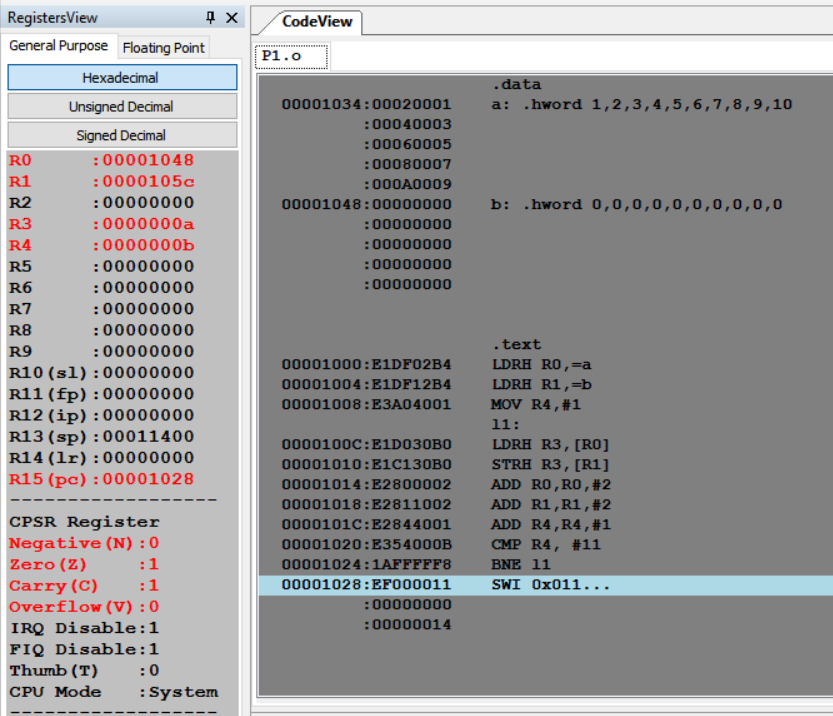 RegistersView
General Purpose Floating Point
Hexadecimal
Unsigned Decimal
Signed Decimal
R0 :00001048
R1 :0000105c
R2 :00000000
R3 :0000000a
R4 :0000000b
R5 :00000000
R6 :00000000
R7 :00000000
R8 :00000000
R9 :00000000
R10(sl):00000000
R11(fp):00000000
R12(ip):00000000
R13(sp):00011400
R14(lr):00000000
R15(pc):00001028
-------------------
CPSR Register
Negative(N):0
Zero(Z) :1
Carry(C) :1
Overflow(V):0
IRQ Disable:1
FIQ Disable:1
Thumb(T) :0
CPU Mode :System
-------------------
CodeView
P1.o
.data
00001034:00020001 a: .hword 1,2,3,4,5,6,7,8,9,10
:00040003
:00060005
:00080007
:000A0009
00001048:00000000 b: .hword 0,0,0,0,0,0,0,0,0,0
:00000000
:00000000
:00000000
:00000000
.text
00001000:E1DF02B4 LDRH R0,=a
00001004:E1DF12B4 LDRH R1,=b
00001008:E3A04001 MOV R4,#1
l1:
0000100C:E1D030B0 LDRH R3,[R0]
00001010:E1C130B0 STRH R3,[R1]
00001014:E2800002 ADD R0,R0,#2
00001018:E2811002 ADD R1,R1,#2
0000101C:E2844001 ADD R4,R4,#1
00001020:E354000B CMP R4, #11
00001024:1AFFFFF8 BNE l1
00001028:EF000011 SWI 0x011...
:00000000
:00000014